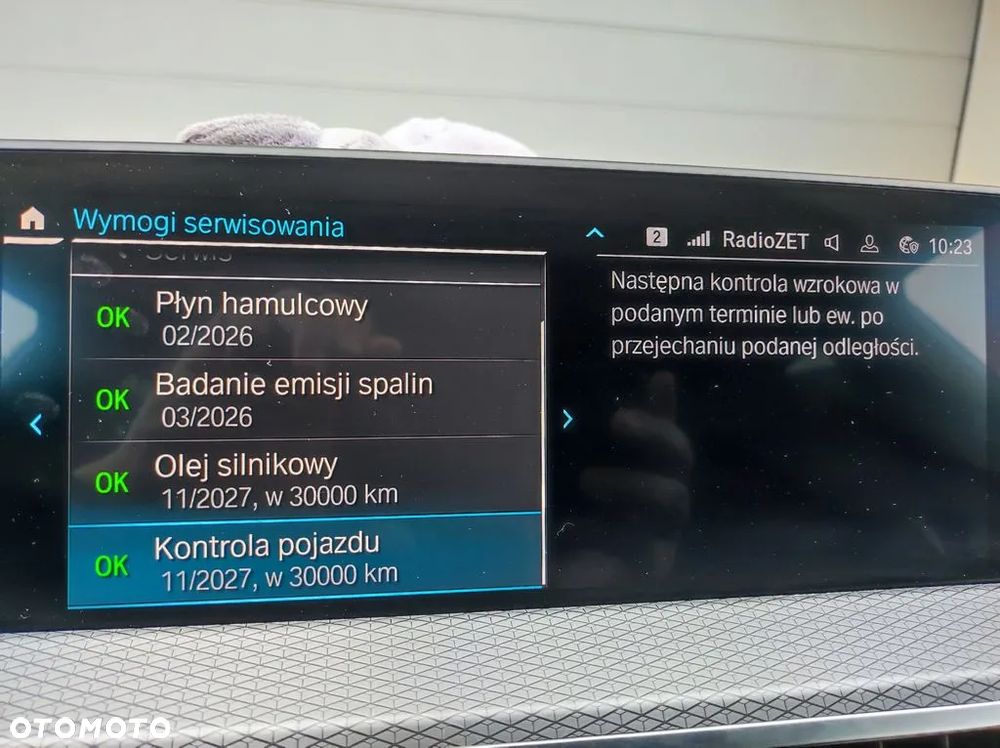 Wymogi serwisowania
2 RadioZET 10:23
Serwis
OK Płyn hamulcowy
02/2026
OK Badanie emisji spalin
03/2026
OK Olej silnikowy
11/2027, w 30000 km
OK Kontrola pojazdu
11/2027, w 30000 km
Następna kontrola wzrokowa w
podanym terminie lub ew. po
przejechaniu podanej odległości.
OTOMOTO